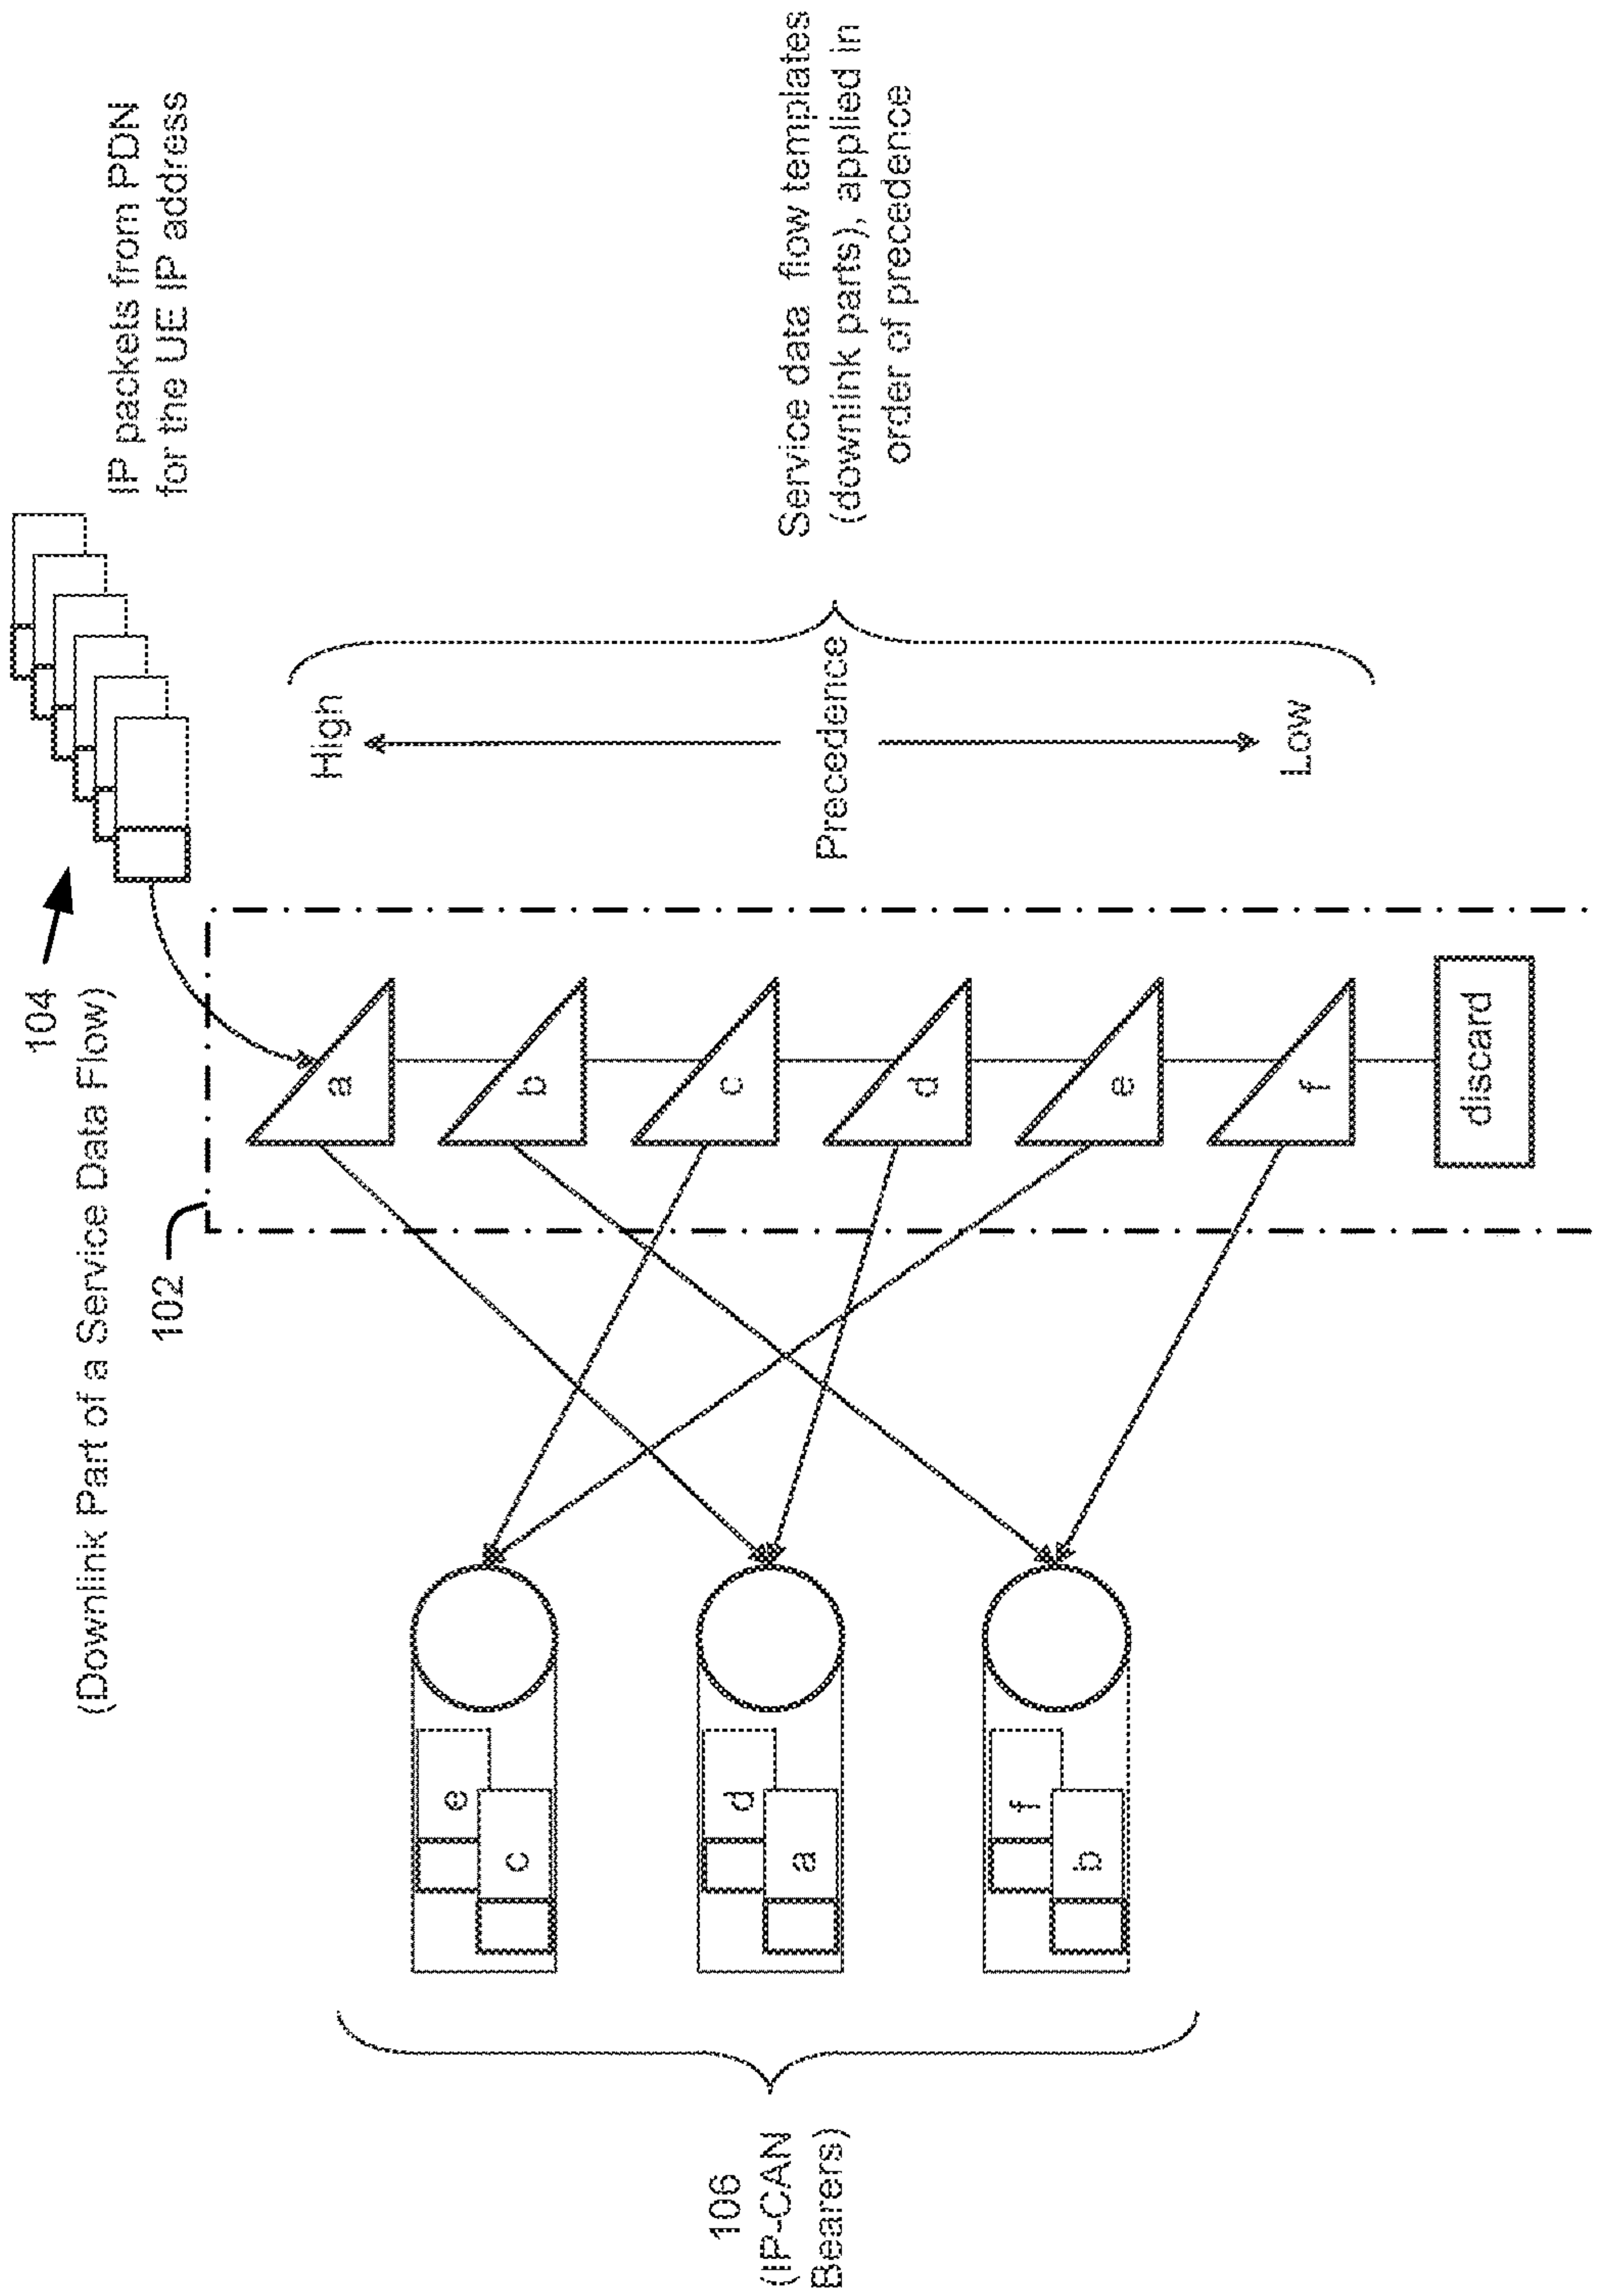 IP packets from PDN
for the UE IP address
104
(Downlink Part of a Service Data Flow)
102
High
Precedence
Low
Service data flow templates
(downlink parts), applied in
order of precedence
a
b
c
d
e
f
discard
e
c
d
a
f
b
106
(IP-CAN
Bearers)